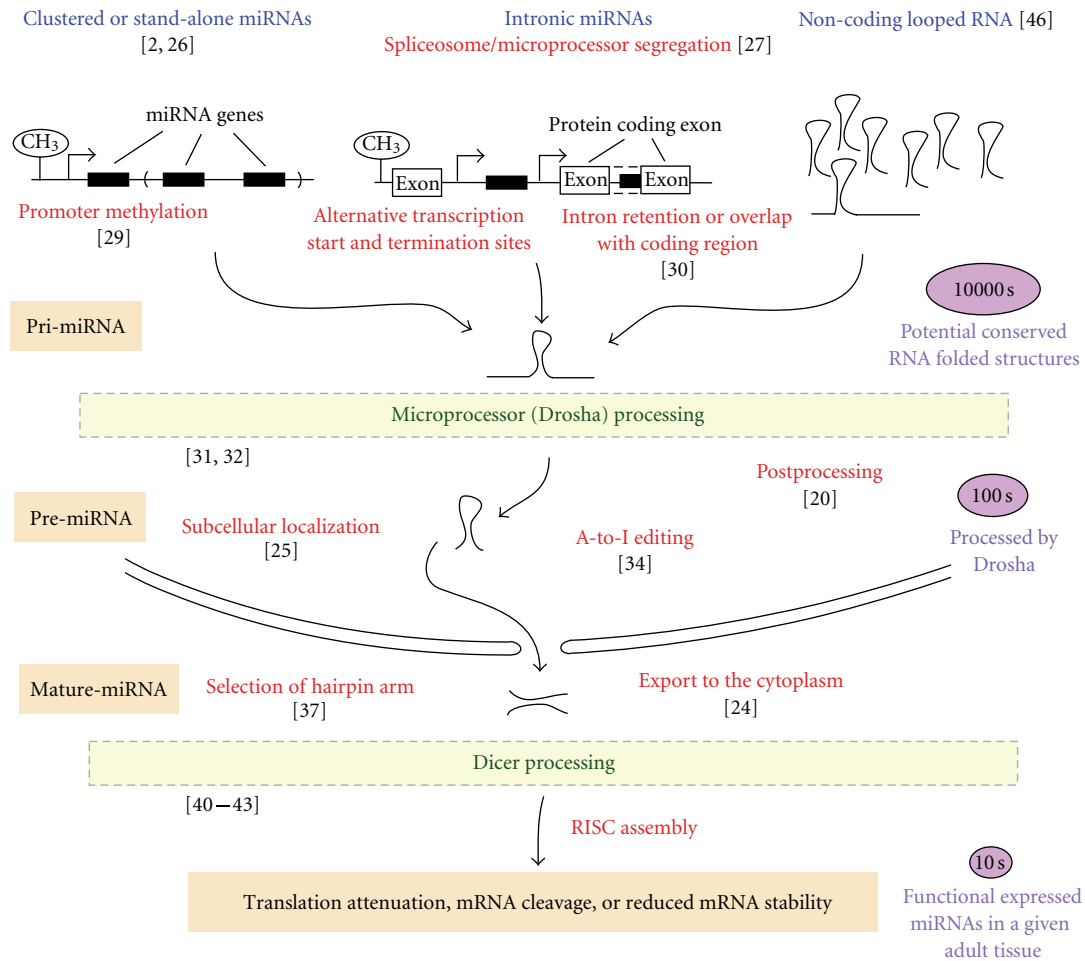 Clustered or stand-alone miRNAs
[2, 26]
Intronic miRNAs
Spliceosome/microprocessor segregation [27]
Non-coding looped RNA [46]
miRNA genes
CH3
Promoter methylation
[29]
CH3
Protein coding exon
Exon
Exon
Exon
Alternative transcription
start and termination sites
Intron retention or overlap
with coding region
[30]
10000 s
Potential conserved
RNA folded structures
Pri-miRNA
Microprocessor (Drosha) processing
[31, 32]
Postprocessing
[20]
100 s
Processed by
Drosha
Pre-miRNA
Subcellular localization
[25]
A-to-I editing
[34]
Mature-miRNA
Selection of hairpin arm
[37]
Export to the cytoplasm
[24]
Dicer processing
[40–43]
RISC assembly
10 s
Translation attenuation, mRNA cleavage, or reduced mRNA stability
Functional expressed
miRNAs in a given
adult tissue